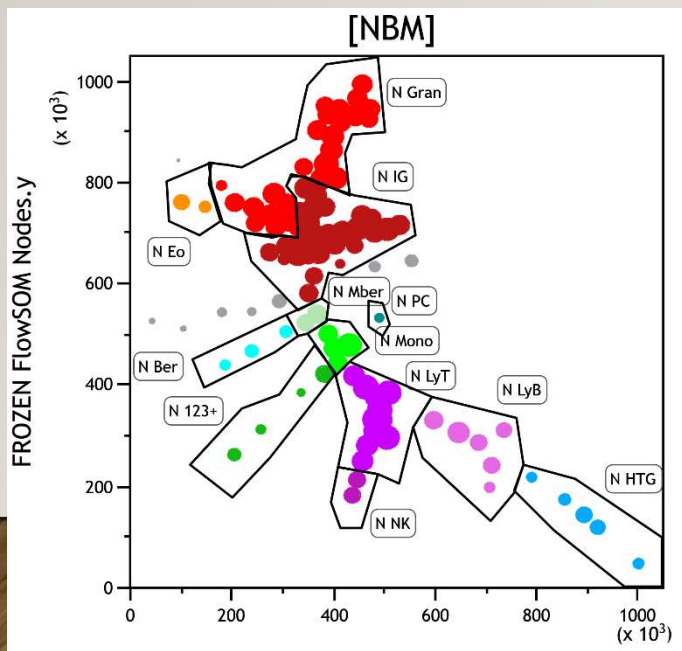 [NBM]
FROZEN FlowSOM Nodes.y
(x 10³)
1000
800
600
400
200
0
N Gran
N IG
N Eo
N Mber
N PC
N Ber
N Mono
N LyT
N LyB
N 123+
N HTG
N NK
0 200 400 600 800 1000
(x 10³)